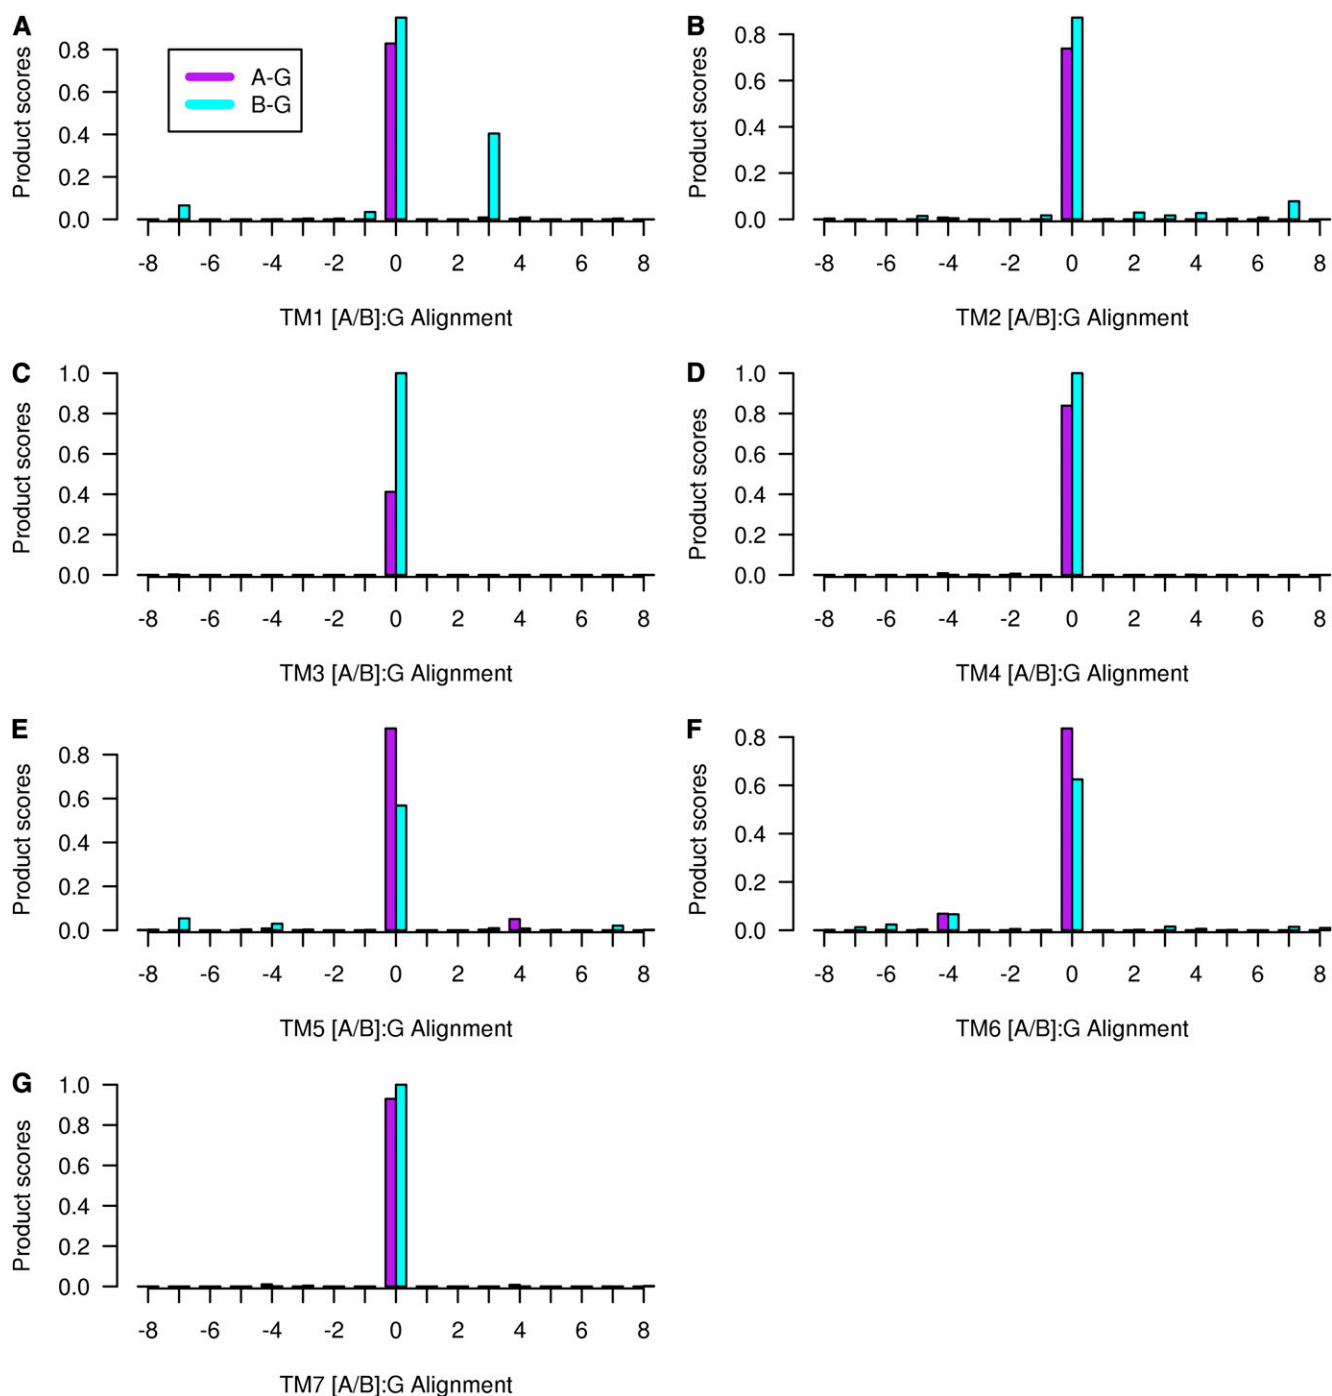 A
Product scores
0.8
0.6
0.4
0.2
0.0
A-G
B-G
-8 -6 -4 -2 0 2 4 6 8
TM1 [A/B]:G Alignment
B
Product scores
0.8
0.6
0.4
0.2
0.0
-8 -6 -4 -2 0 2 4 6 8
TM2 [A/B]:G Alignment
C
Product scores
1.0
0.8
0.6
0.4
0.2
0.0
-8 -6 -4 -2 0 2 4 6 8
TM3 [A/B]:G Alignment
D
Product scores
1.0
0.8
0.6
0.4
0.2
0.0
-8 -6 -4 -2 0 2 4 6 8
TM4 [A/B]:G Alignment
E
Product scores
0.8
0.6
0.4
0.2
0.0
-8 -6 -4 -2 0 2 4 6 8
TM5 [A/B]:G Alignment
F
Product scores
0.8
0.6
0.4
0.2
0.0
-8 -6 -4 -2 0 2 4 6 8
TM6 [A/B]:G Alignment
G
Product scores
1.0
0.8
0.6
0.4
0.2
0.0
-8 -6 -4 -2 0 2 4 6 8
TM7 [A/B]:G Alignment